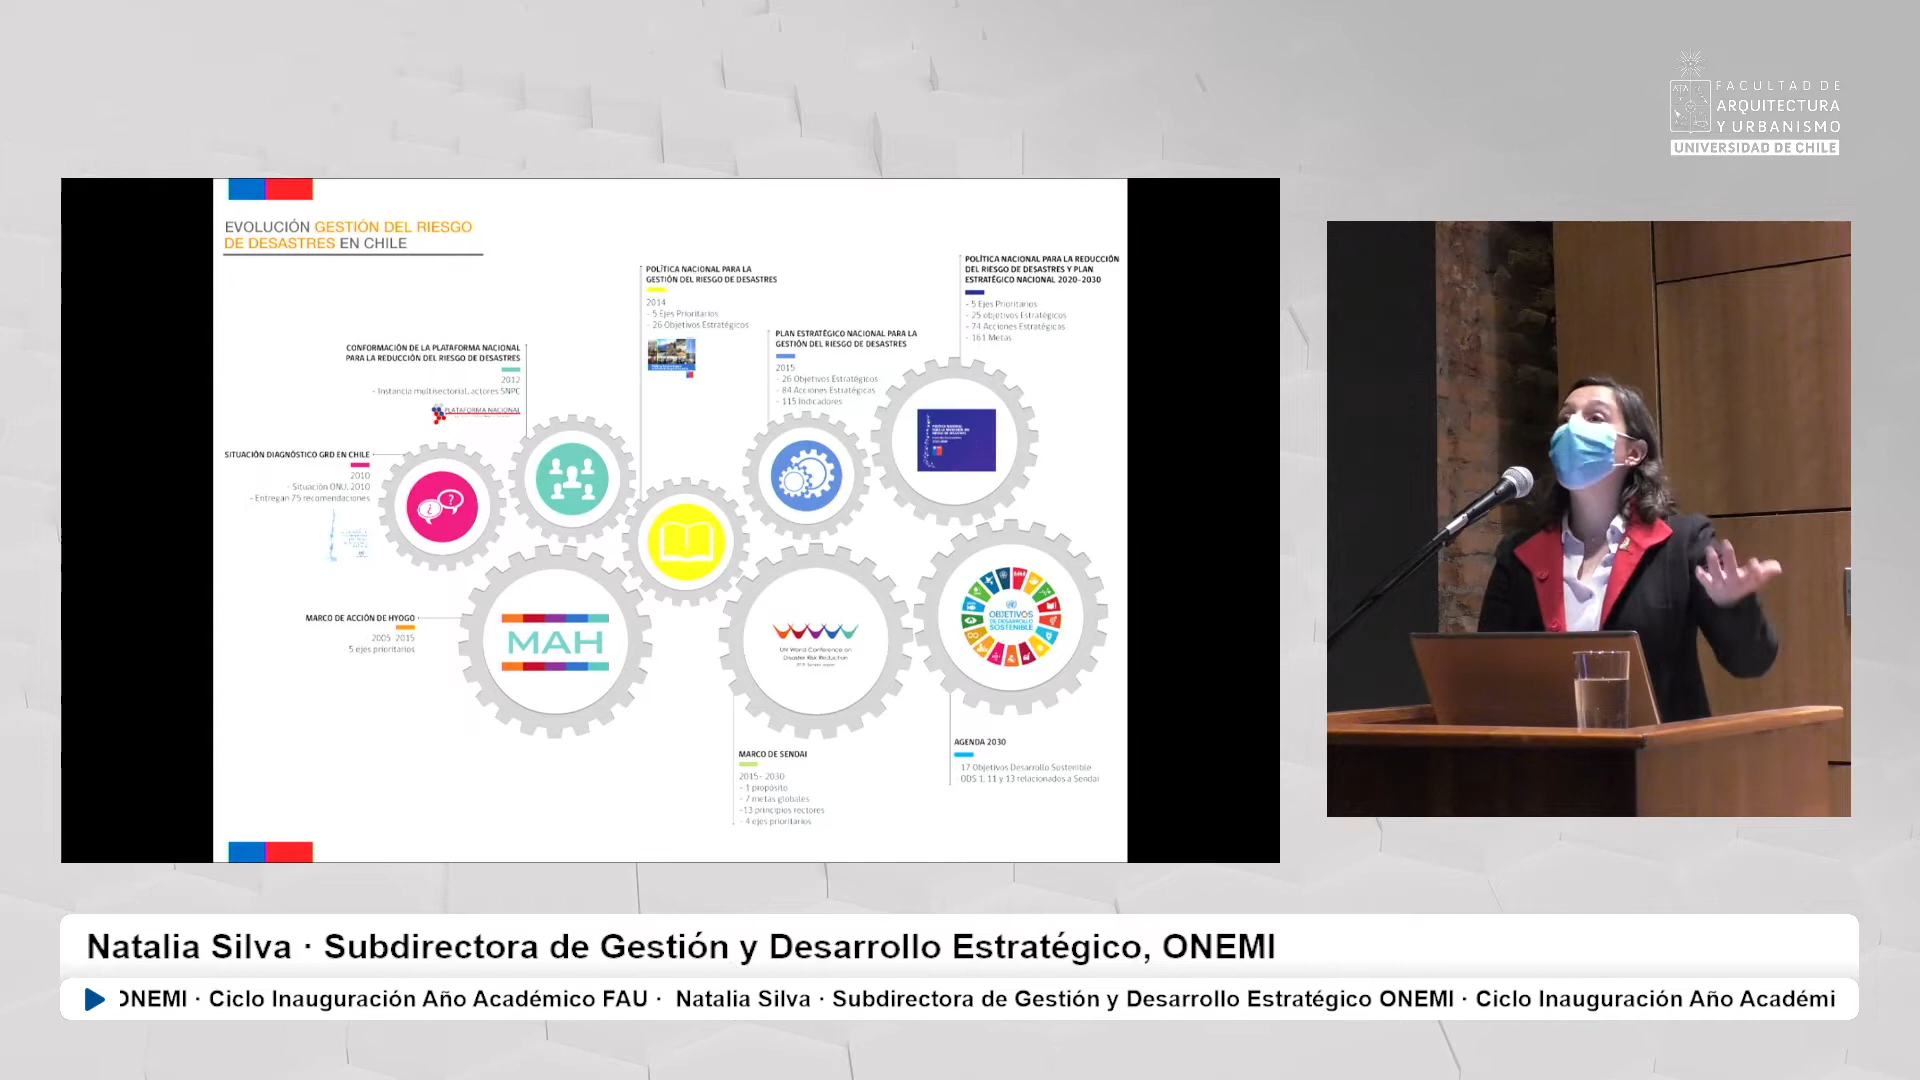 FACULTAD DE
ARQUITECTURA
Y URBANISMO
UNIVERSIDAD DE CHILE
EVOLUCIÓN GESTIÓN DEL RIESGO
DE DESASTRES EN CHILE
POLÍTICA NACIONAL PARA LA
GESTIÓN DEL RIESGO DE DESASTRES
2014
- 5 Ejes Prioritarios
- 26 Objetivos Estratégicos
POLÍTICA NACIONAL PARA LA REDUCCIÓN
DEL RIESGO DE DESASTRES Y PLAN
ESTRATÉGICO NACIONAL 2020-2030
- 5 Ejes Prioritarios
- 25 objetivos Estratégicos
- 74 Acciones Estratégicas
- 161 Metas
PLAN ESTRATÉGICO NACIONAL PARA LA
GESTIÓN DEL RIESGO DE DESASTRES
2015
- 26 Objetivos Estratégicos
- 84 Acciones Estratégicas
- 115 Indicadores
CONFORMACIÓN DE LA PLATAFORMA NACIONAL
PARA LA REDUCCIÓN DEL RIESGO DE DESASTRES
2012
- Instancia multisectorial, actores SNPC
PLATAFORMA NACIONAL
SITUACIÓN DIAGNÓSTICO GRD EN CHILE
2010
- Situación ONU, 2010
- Entregan 75 recomendaciones
MARCO DE ACCIÓN DE HYOGO
2005 2015
5 ejes prioritarios
MAH
UN World Conference on
Disaster Risk Reduction
OBJETIVOS
DE DESARROLLO
SOSTENIBLE
MARCO DE SENDAI
2015- 2030
- 1 propósito
- 7 metas globales
-13 principios rectores
- 4 ejes prioritarios
AGENDA 2030
17 Objetivos Desarrollo Sostenible
ODS 1, 11 y 13 relacionados a Sendai
Natalia Silva · Subdirectora de Gestión y Desarrollo Estratégico, ONEMI
ONEMI · Ciclo Inauguración Año Académico FAU · Natalia Silva · Subdirectora de Gestión y Desarrollo Estratégico ONEMI · Ciclo Inauguración Año Académi